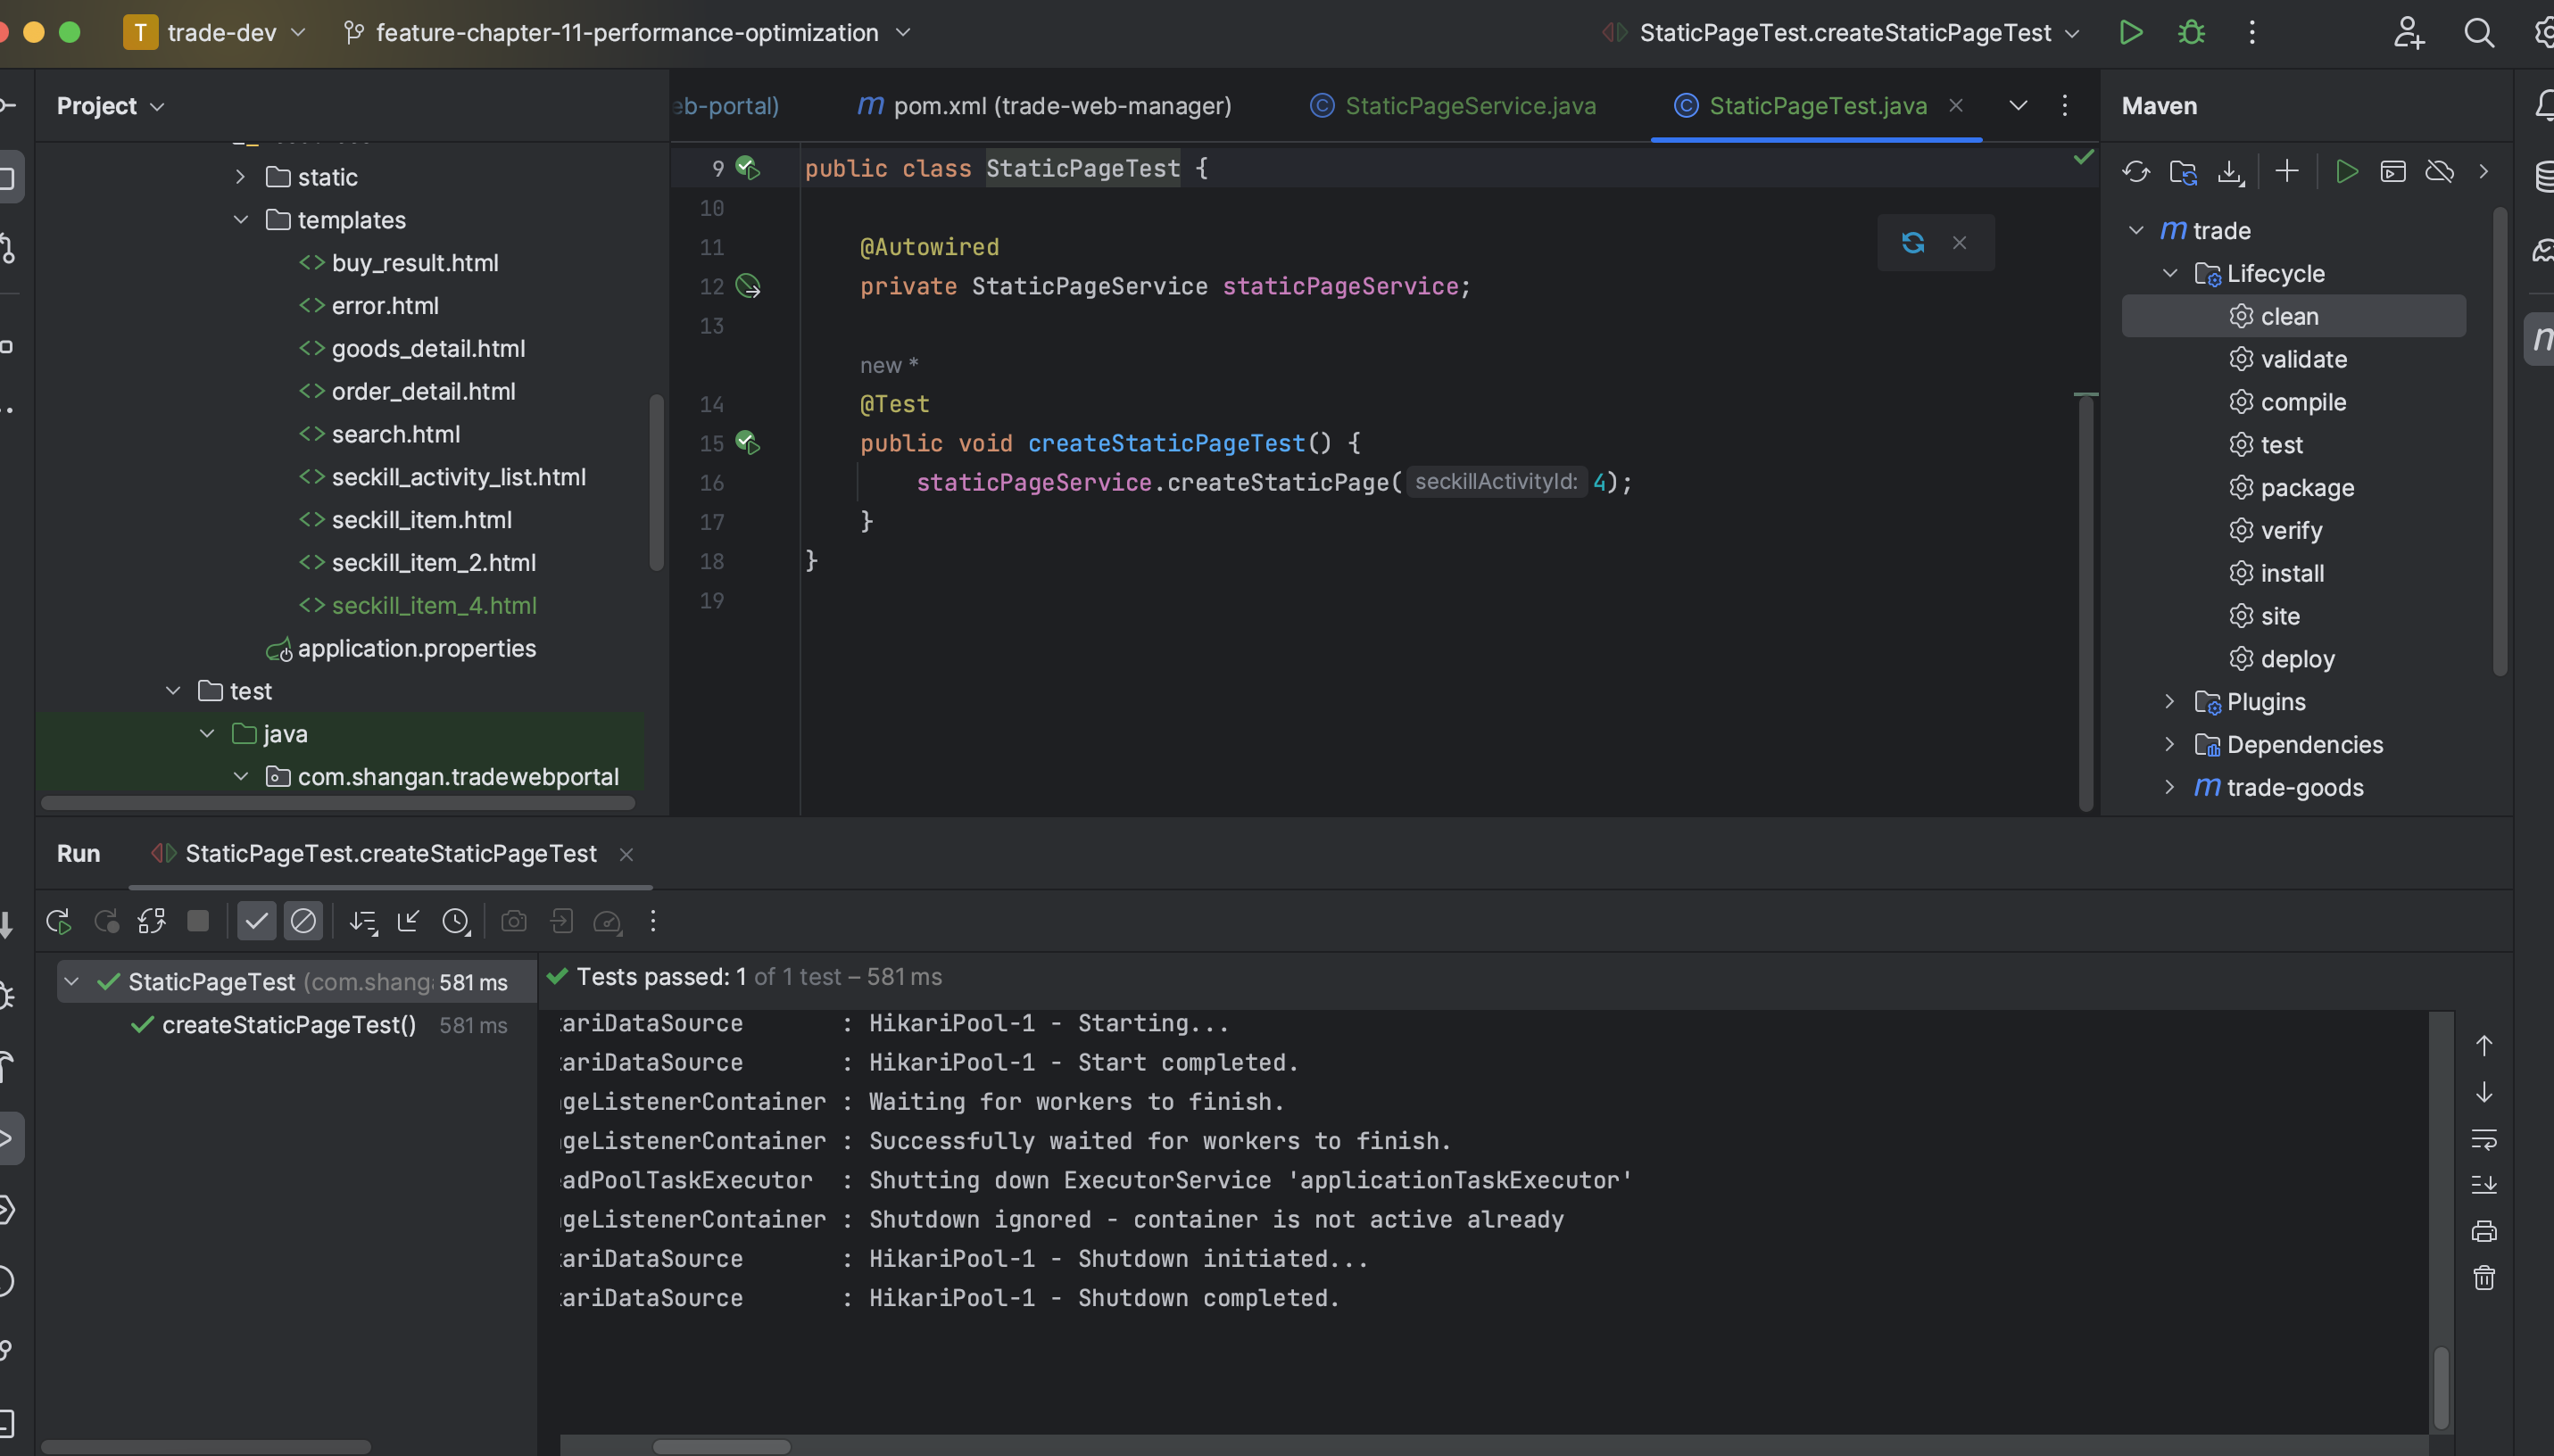 T trade-dev feature-chapter-11-performance-optimization StaticPageTest.createStaticPageTest
Project
static
templates
buy_result.html
error.html
goods_detail.html
order_detail.html
search.html
seckill_activity_list.html
seckill_item.html
seckill_item_2.html
seckill_item_4.html
application.properties
test
java
com.shangan.tradewebportal
eb-portal) m pom.xml (trade-web-manager) StaticPageService.java StaticPageTest.java
9 public class StaticPageTest {
10
11 @Autowired
12 private StaticPageService staticPageService;
13
new *
14 @Test
15 public void createStaticPageTest() {
16 staticPageService.createStaticPage( seckillActivityId: 4);
17 }
18 }
19
Maven
m trade
Lifecycle
clean
validate
compile
test
package
verify
install
site
deploy
Plugins
Dependencies
m trade-goods
Run StaticPageTest.createStaticPageTest
StaticPageTest (com.shanga 581 ms
createStaticPageTest() 581 ms
Tests passed: 1 of 1 test – 581 ms
ariDataSource : HikariPool-1 - Starting...
ariDataSource : HikariPool-1 - Start completed.
geListenerContainer : Waiting for workers to finish.
geListenerContainer : Successfully waited for workers to finish.
adPoolTaskExecutor : Shutting down ExecutorService 'applicationTaskExecutor'
geListenerContainer : Shutdown ignored - container is not active already
ariDataSource : HikariPool-1 - Shutdown initiated...
ariDataSource : HikariPool-1 - Shutdown completed.